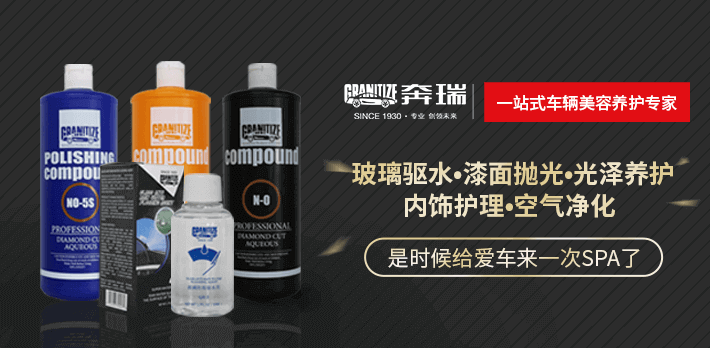 GRANITIZE 奔瑞
SINCE 1930 · 专业 创领未来
一站式车辆美容养护专家
玻璃驱水•漆面抛光•光泽养护
内饰护理•空气净化
是时候给爱车来一次SPA了
GRANITIZE
POLISHING
compound
NO-5S
PROFESSIONAL
DIAMOND CUT
AQUEOUS
GRANITIZE
compound
GRANITIZE
compound
N-0
PROFESSIONAL
DIAMOND CUT
AQUEOUS
GRANITIZE